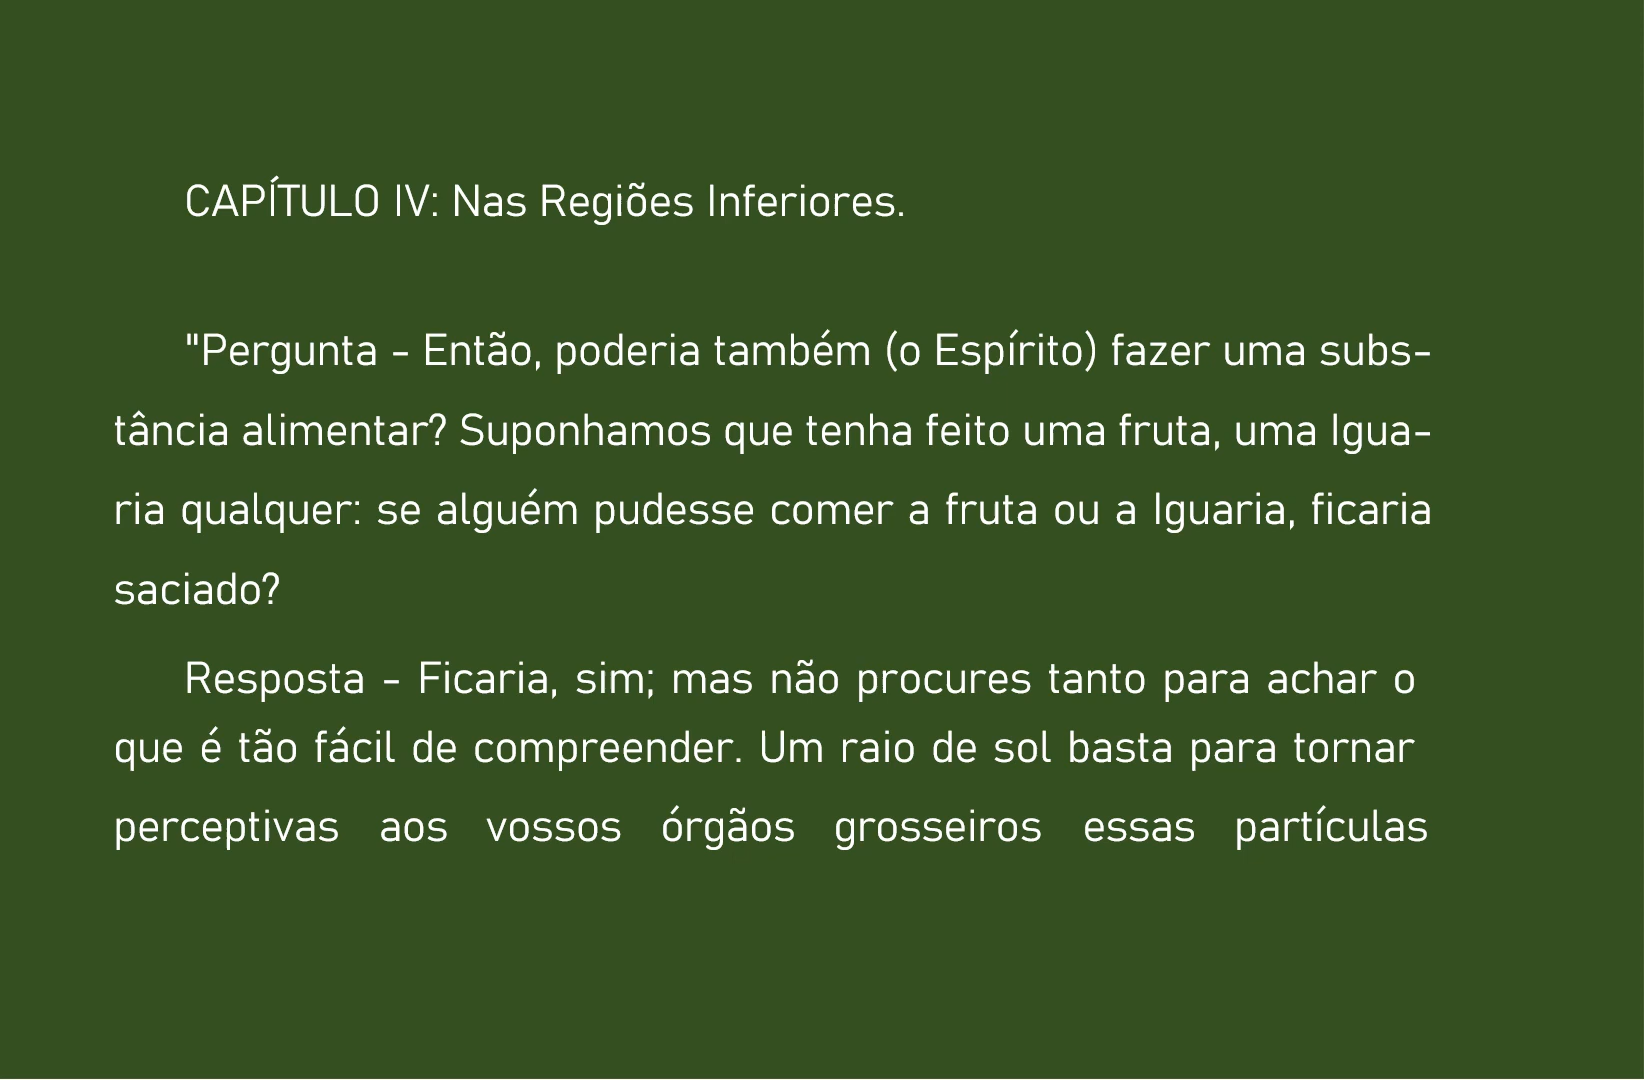 CAPÍTULO IV: Nas Regiões Inferiores.
"Pergunta - Então, poderia também (o Espírito) fazer uma subs-
tância alimentar? Suponhamos que tenha feito uma fruta, uma Igua-
ria qualquer: se alguém pudesse comer a fruta ou a Iguaria, ficaria
saciado?
Resposta - Ficaria, sim; mas não procures tanto para achar o
que é tão fácil de compreender. Um raio de sol basta para tornar
perceptivas aos vossos órgãos grosseiros essas partículas